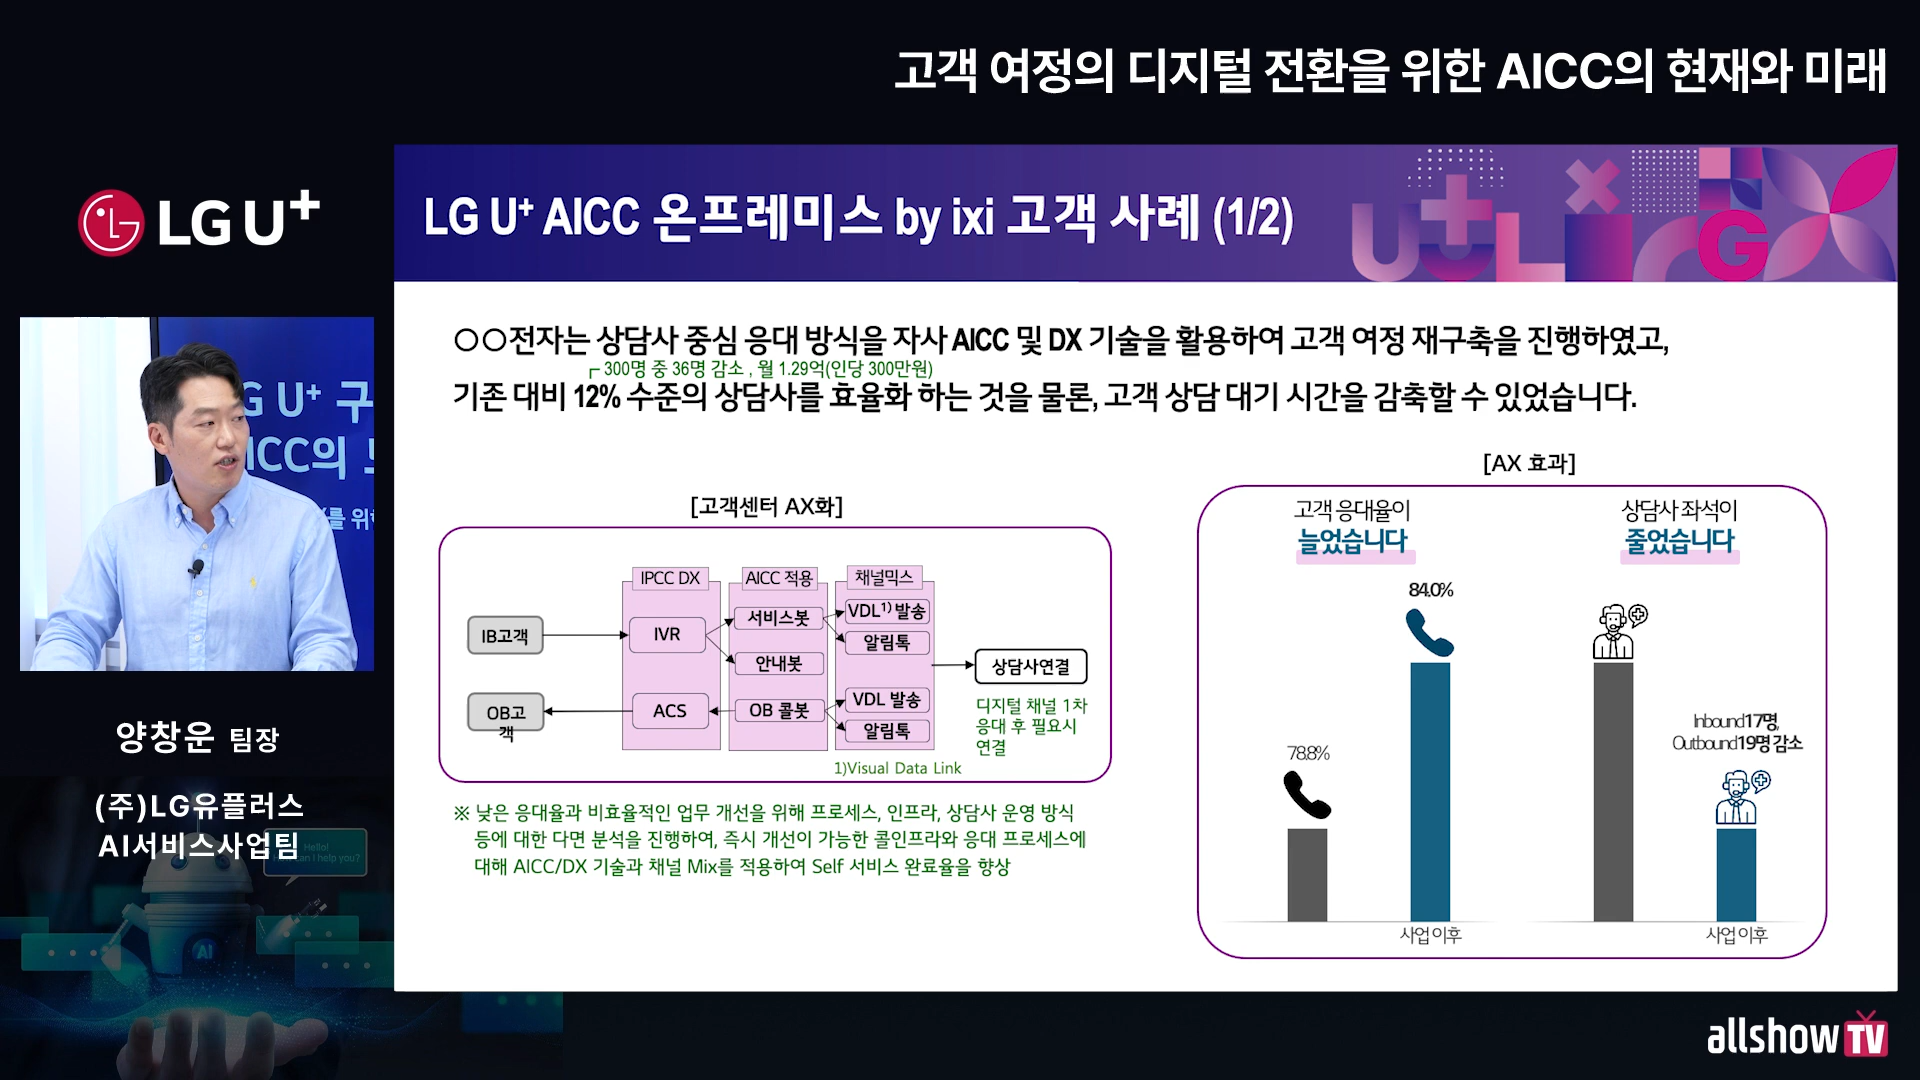 고객 여정의 디지털 전환을 위한 AICC의 현재와 미래
LG U+
LG U+ AICC 온프레미스 by ixi 고객 사례 (1/2)
○○전자는 상담사 중심 응대 방식을 자사 AICC 및 DX 기술을 활용하여 고객 여정 재구축을 진행하였고,
300명 중 36명 감소 , 월 1.29억(인당 300만원)
기존 대비 12% 수준의 상담사를 효율화 하는 것을 물론, 고객 상담 대기 시간을 감축할 수 있었습니다.
[고객센터 AX화]
IPCC DX
AICC 적용
채널믹스
IB고객
IVR
서비스봇
안내봇
VDL1) 발송
알림톡
상담사연결
OB고
객
ACS
OB 콜봇
VDL 발송
알림톡
디지털 채널 1차
응대 후 필요시
연결
1)Visual Data Link
※ 낮은 응대율과 비효율적인 업무 개선을 위해 프로세스, 인프라, 상담사 운영 방식
등에 대한 다면 분석을 진행하여, 즉시 개선이 가능한 콜인프라와 응대 프로세스에
대해 AICC/DX 기술과 채널 Mix를 적용하여 Self 서비스 완료율을 향상
[AX 효과]
고객 응대율이
늘었습니다
78.8%
84.0%
사업 이후
상담사 좌석이
줄었습니다
Inbound 17명,
Outbound 19명 감소
사업 이후
G U+ 구
ICC의
를 위
양창운 팀장
(주)LG유플러스
AI서비스사업팀
Hello!
can I help you?
AI
allshow TV